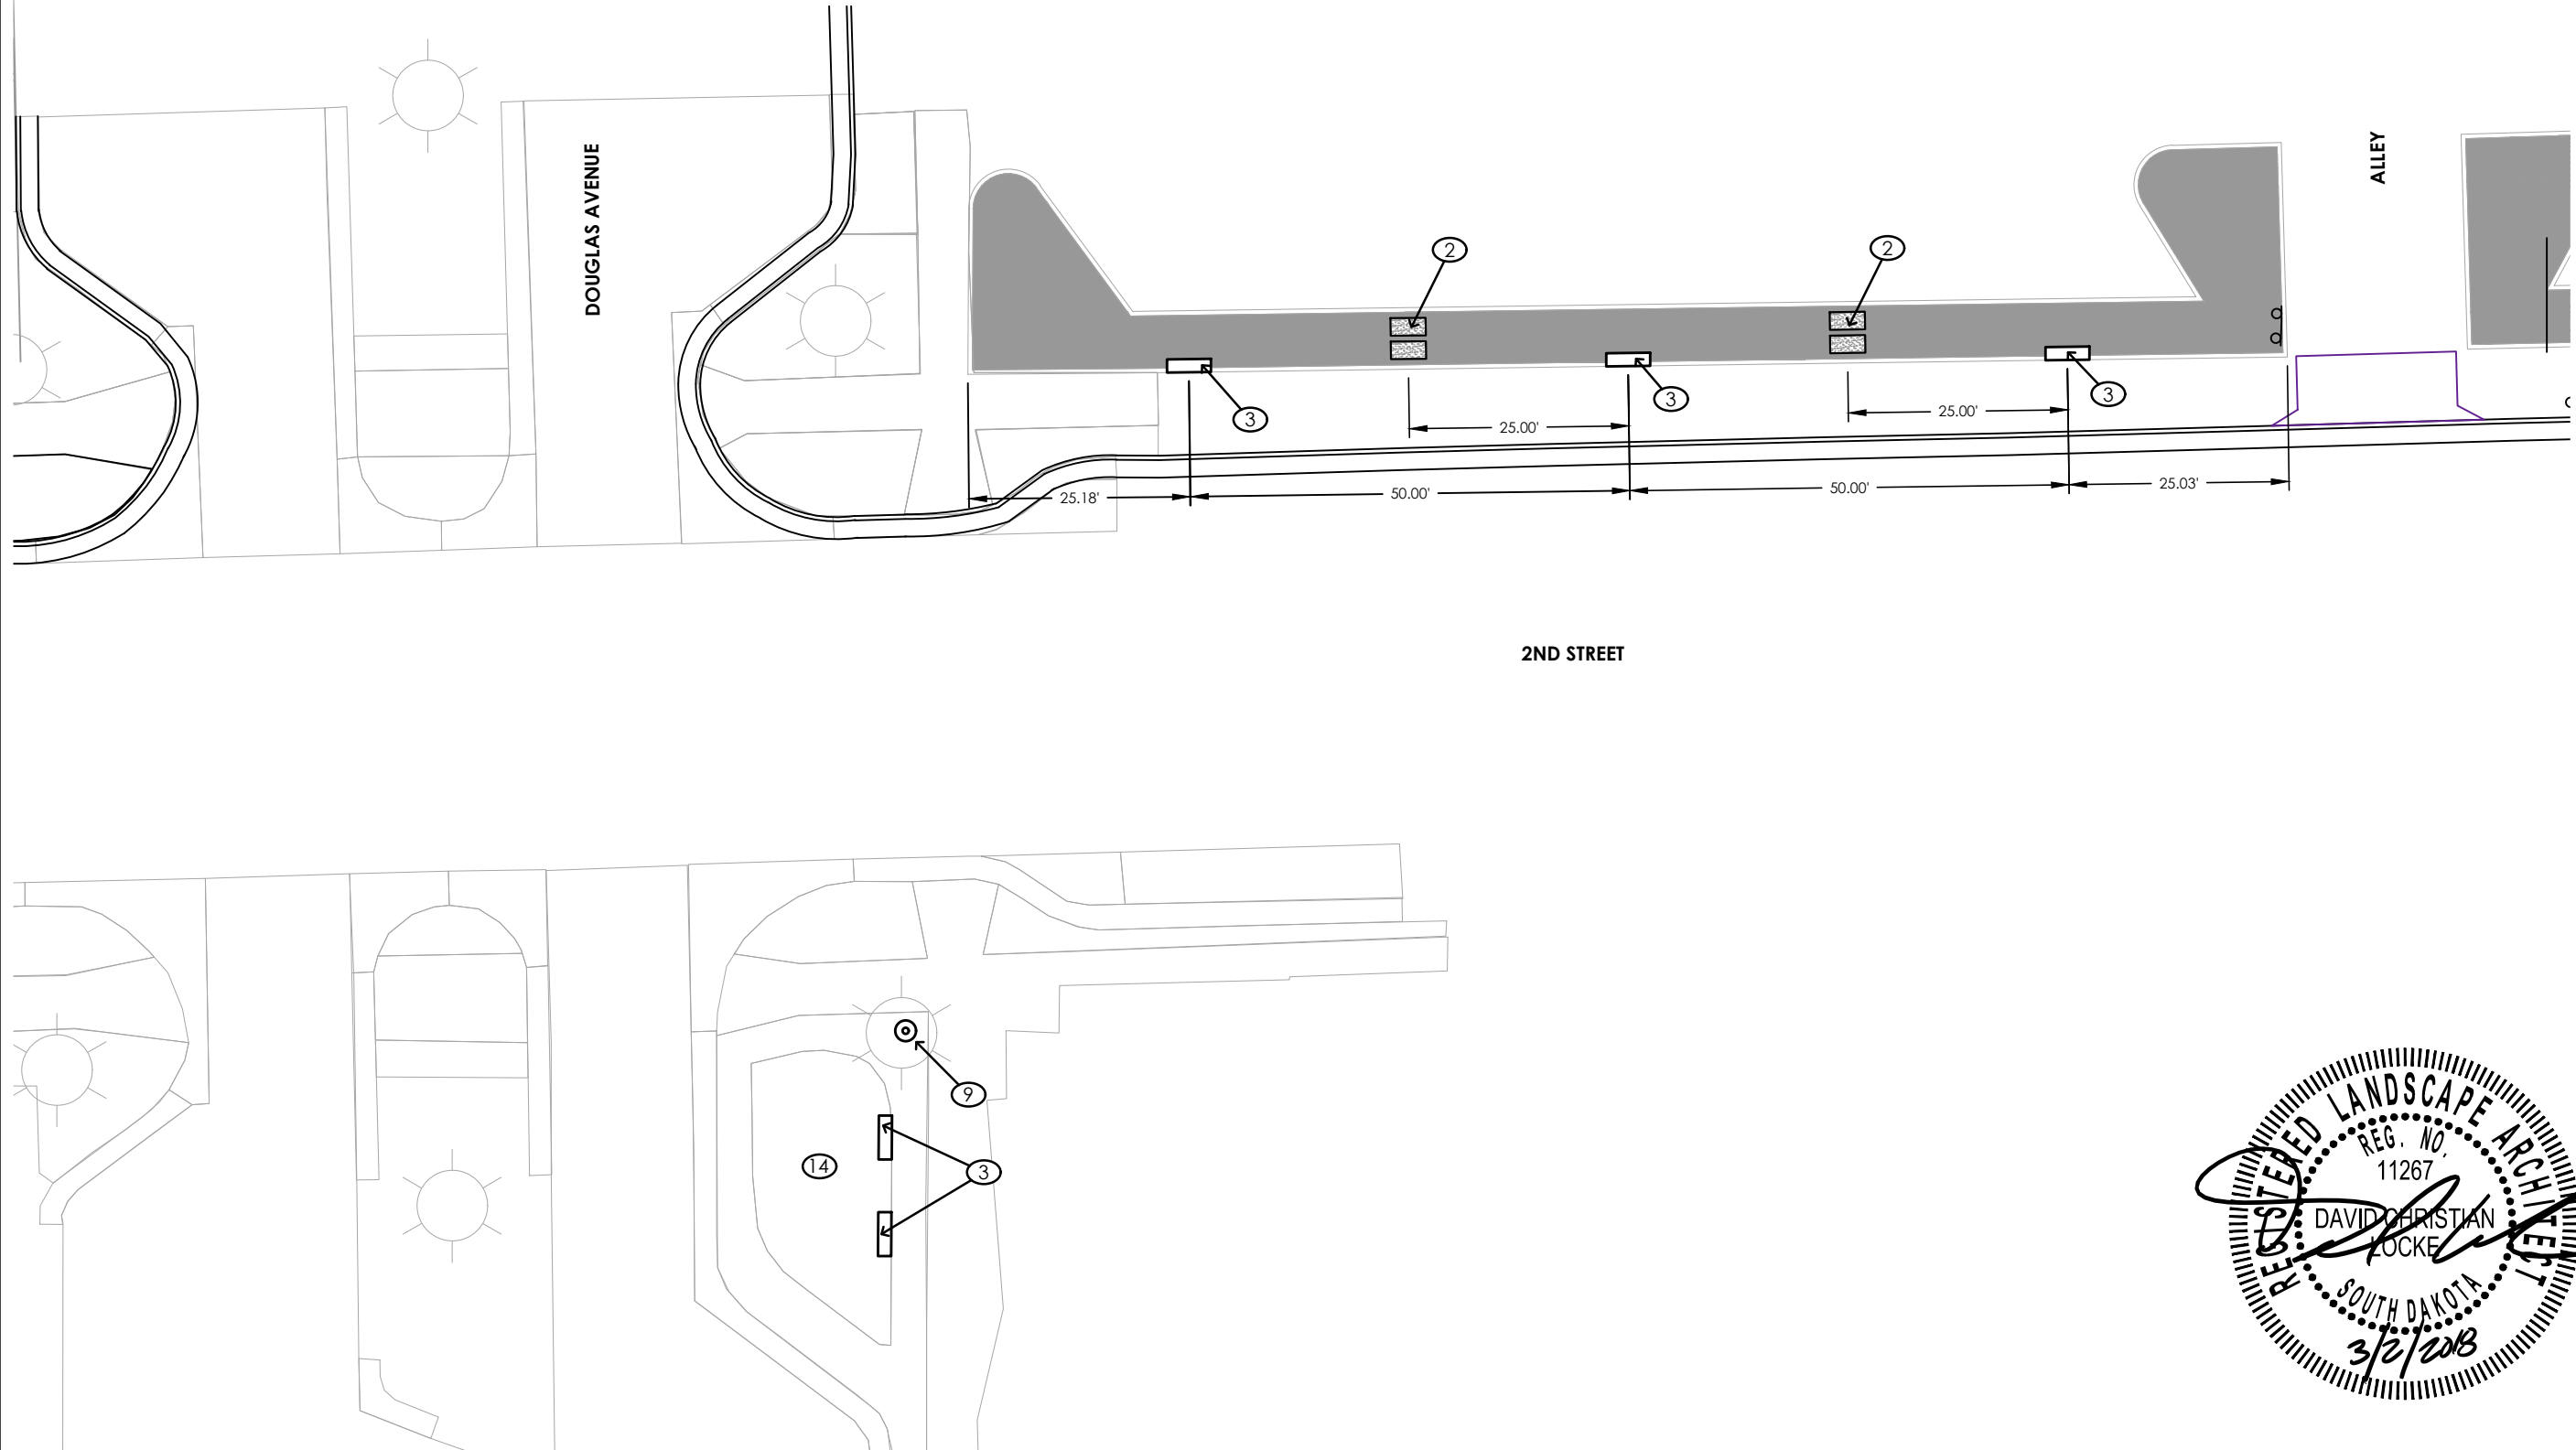 DOUGLAS AVENUE
ALLEY
2
2
3
3
3
25.00'
25.00'
25.18'
50.00'
50.00'
25.03'
2ND STREET
9
14
3
REGISTERED LANDSCAPE ARCHITECT
REG. NO.
11267
DAVID CHRISTIAN
LOCKE
SOUTH DAKOTA
3/2/2018